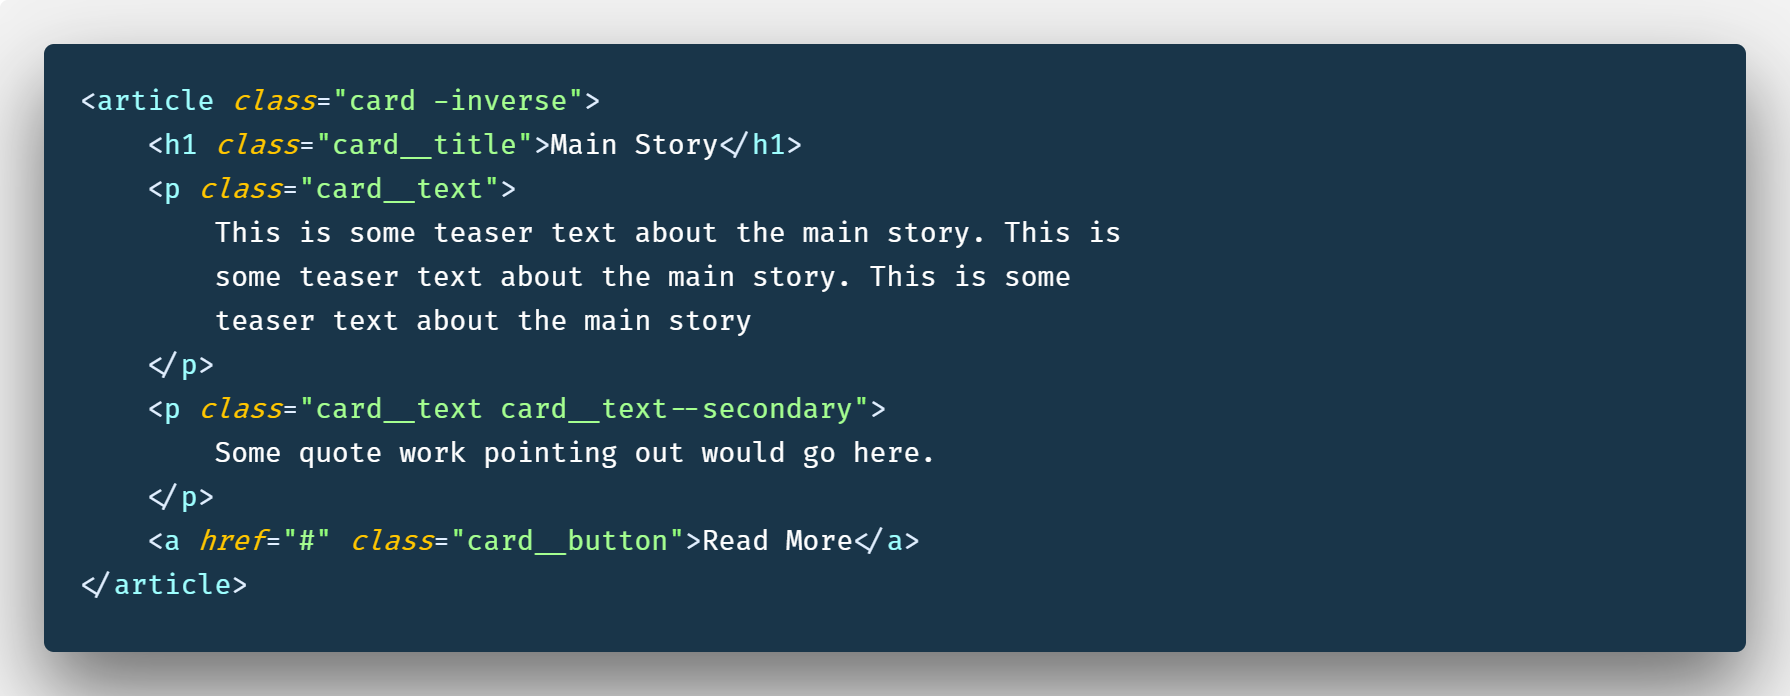 <article class="card -inverse">
    <h1 class="card__title">Main Story</h1>
    <p class="card__text">
        This is some teaser text about the main story. This is
        some teaser text about the main story. This is some
        teaser text about the main story
    </p>
    <p class="card__text card__text--secondary">
        Some quote work pointing out would go here.
    </p>
    <a href="#" class="card__button">Read More</a>
</article>